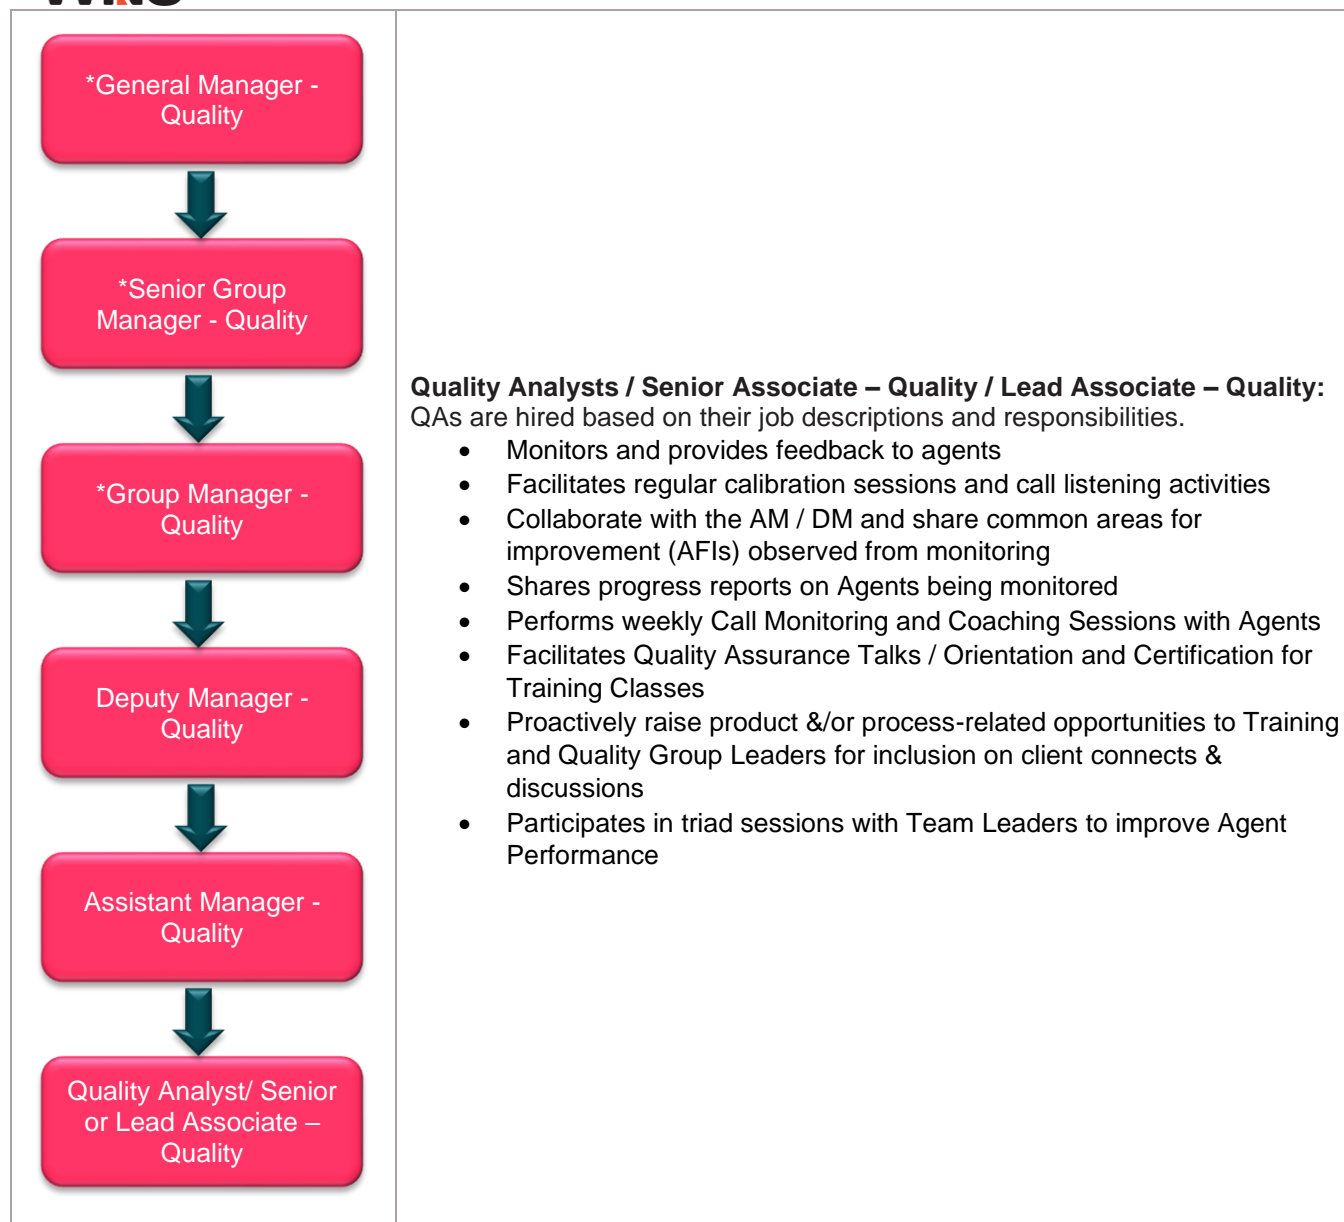 *General Manager -
Quality
*Senior Group
Manager - Quality
*Group Manager -
Quality
Deputy Manager -
Quality
Assistant Manager -
Quality
Quality Analyst/ Senior
or Lead Associate –
Quality
Quality Analysts / Senior Associate – Quality / Lead Associate – Quality:
QAs are hired based on their job descriptions and responsibilities.
• Monitors and provides feedback to agents
• Facilitates regular calibration sessions and call listening activities
• Collaborate with the AM / DM and share common areas for
improvement (AFIs) observed from monitoring
• Shares progress reports on Agents being monitored
• Performs weekly Call Monitoring and Coaching Sessions with Agents
• Facilitates Quality Assurance Talks / Orientation and Certification for
Training Classes
• Proactively raise product &/or process-related opportunities to Training
and Quality Group Leaders for inclusion on client connects &
discussions
• Participates in triad sessions with Team Leaders to improve Agent
Performance